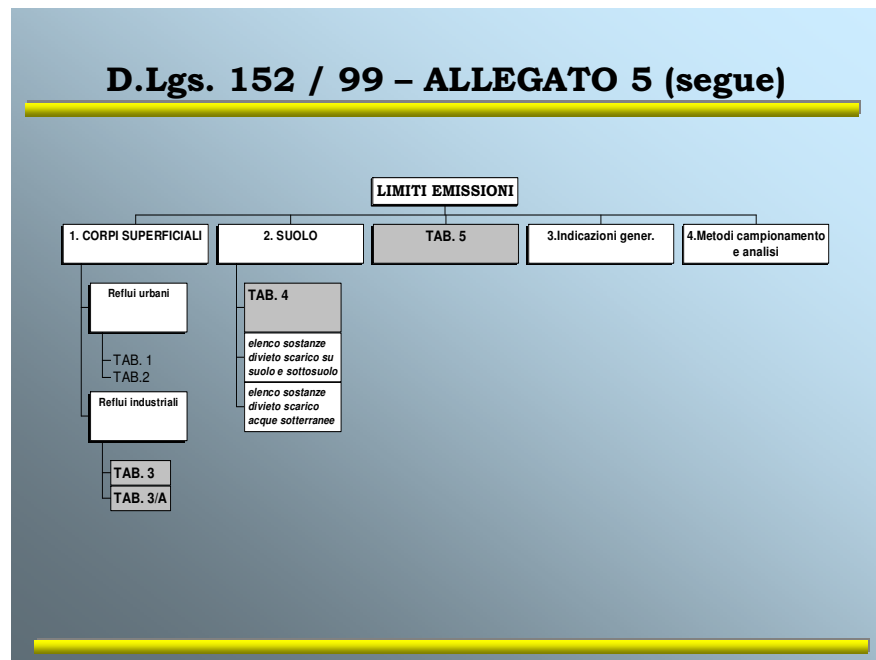 D.Lgs. 152 / 99 – ALLEGATO 5 (segue)
LIMITI EMISSIONI
1. CORPI SUPERFICIALI
Reflui urbani
TAB. 1
TAB.2
Reflui industriali
TAB. 3
TAB. 3/A
2. SUOLO
TAB. 4
elenco sostanze
divieto scarico su
suolo e sottosuolo
elenco sostanze
divieto scarico
acque sotterranee
TAB. 5
3.Indicazioni gener.
4.Metodi campionamento
e analisi